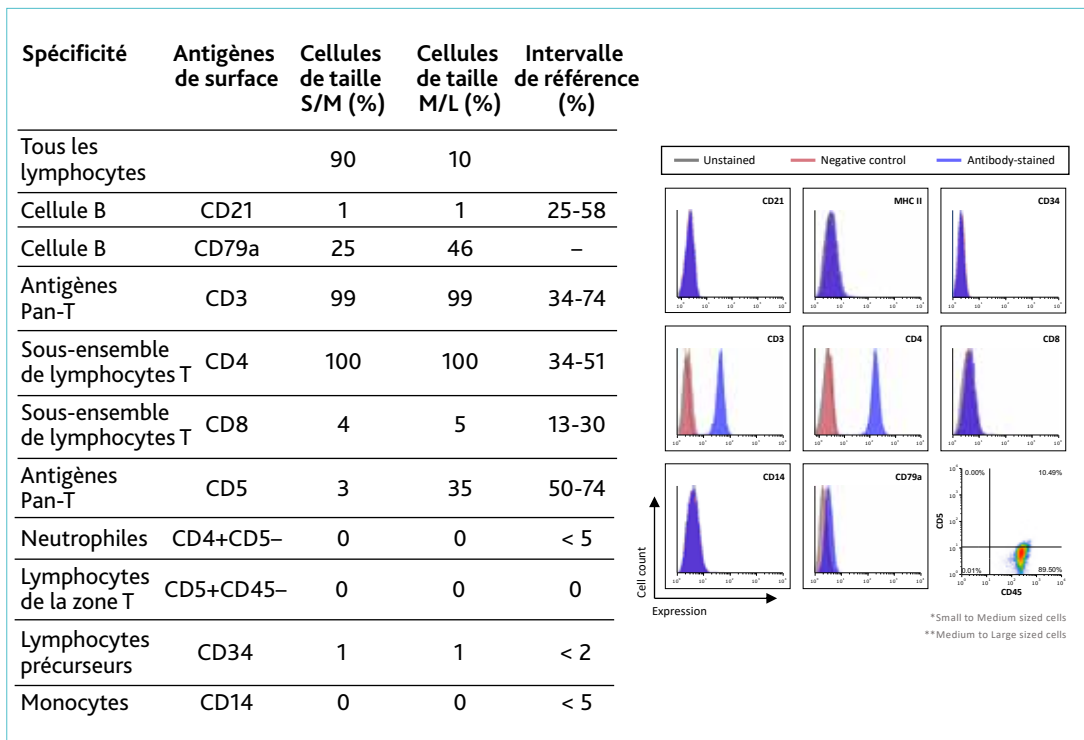 Spécificité Antigènes de surface Cellules de taille S/M (%) Cellules de taille M/L (%) Intervalle de référence (%)
Tous les lymphocytes 90 10
Cellule B CD21 1 1 25-58
Cellule B CD79a 25 46 –
Antigènes Pan-T CD3 99 99 34-74
Sous-ensemble de lymphocytes T CD4 100 100 34-51
Sous-ensemble de lymphocytes T CD8 4 5 13-30
Antigènes Pan-T CD5 3 35 50-74
Neutrophiles CD4+CD5– 0 0 < 5
Lymphocytes de la zone T CD5+CD45– 0 0 0
Lymphocytes précurseurs CD34 1 1 < 2
Monocytes CD14 0 0 < 5
Unstained Negative control Antibody-stained
CD21 MHC II CD34
CD3 CD4 CD8
CD14 CD79a
0.00% 10.49%
CD5
0.01% 89.50%
CD45
Cell count
Expression
*Small to Medium sized cells
**Medium to Large sized cells